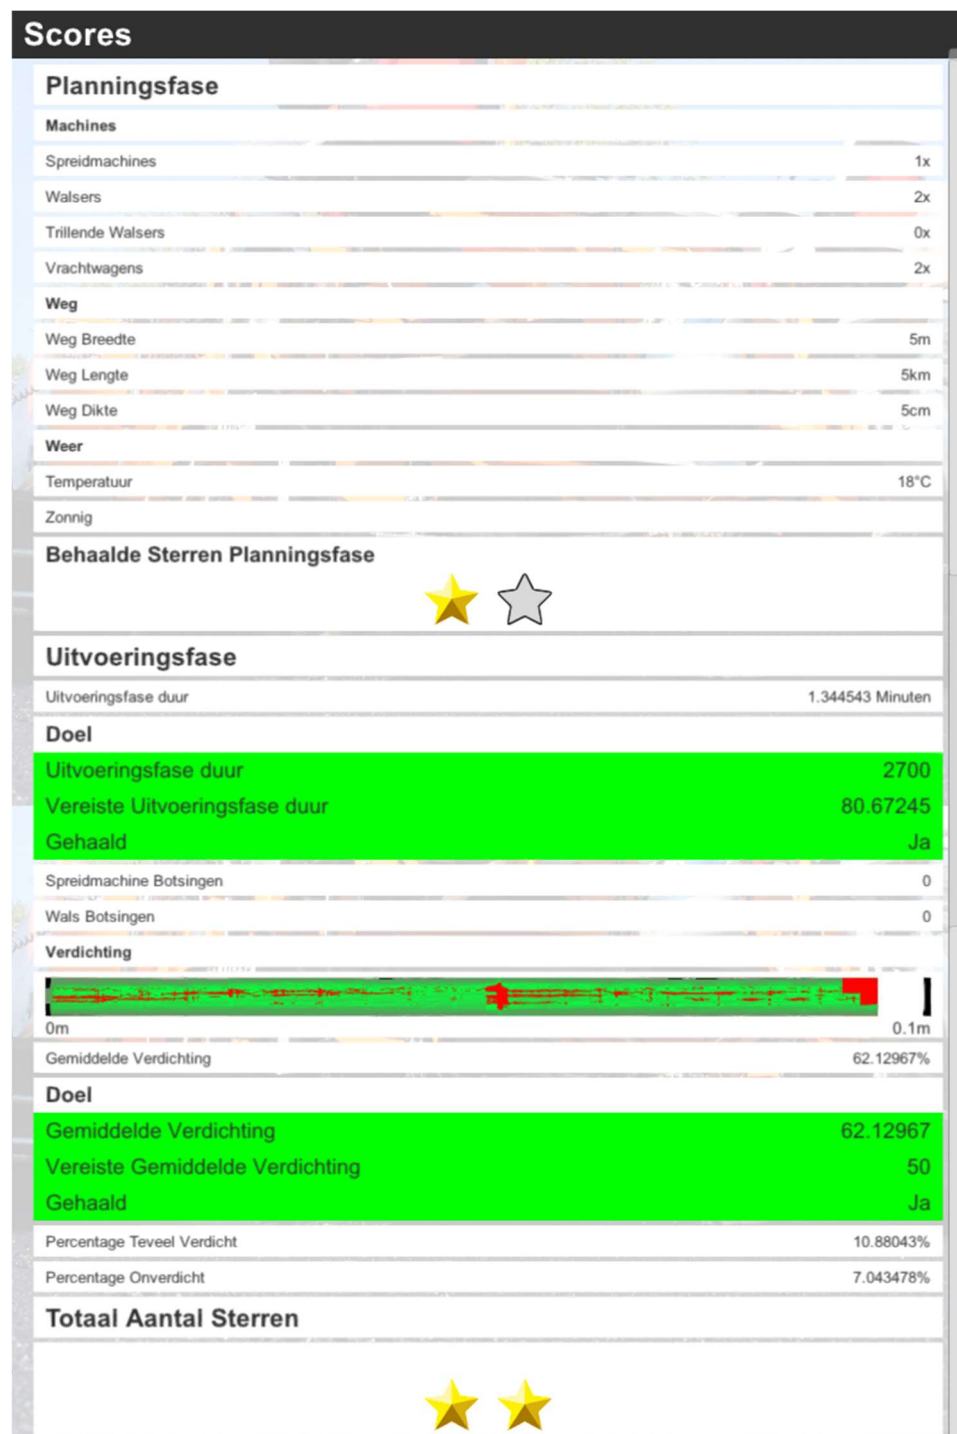 Scores
Planningsfase
Machines
Spreidmachines 1x
Walsers 2x
Trillende Walsers 0x
Vrachtwagens 2x
Weg
Weg Breedte 5m
Weg Lengte 5km
Weg Dikte 5cm
Weer
Temperatuur 18°C
Zonnig
Behaalde Sterren Planningsfase
Uitvoeringsfase
Uitvoeringsfase duur 1.344543 Minuten
Doel
Uitvoeringsfase duur 2700
Vereiste Uitvoeringsfase duur 80.67245
Gehaald Ja
Spreidmachine Botsingen 0
Wals Botsingen 0
Verdichting
0m 0.1m
Gemiddelde Verdichting 62.12967%
Doel
Gemiddelde Verdichting 62.12967
Vereiste Gemiddelde Verdichting 50
Gehaald Ja
Percentage Teveel Verdicht 10.88043%
Percentage Onverdicht 7.043478%
Totaal Aantal Sterren